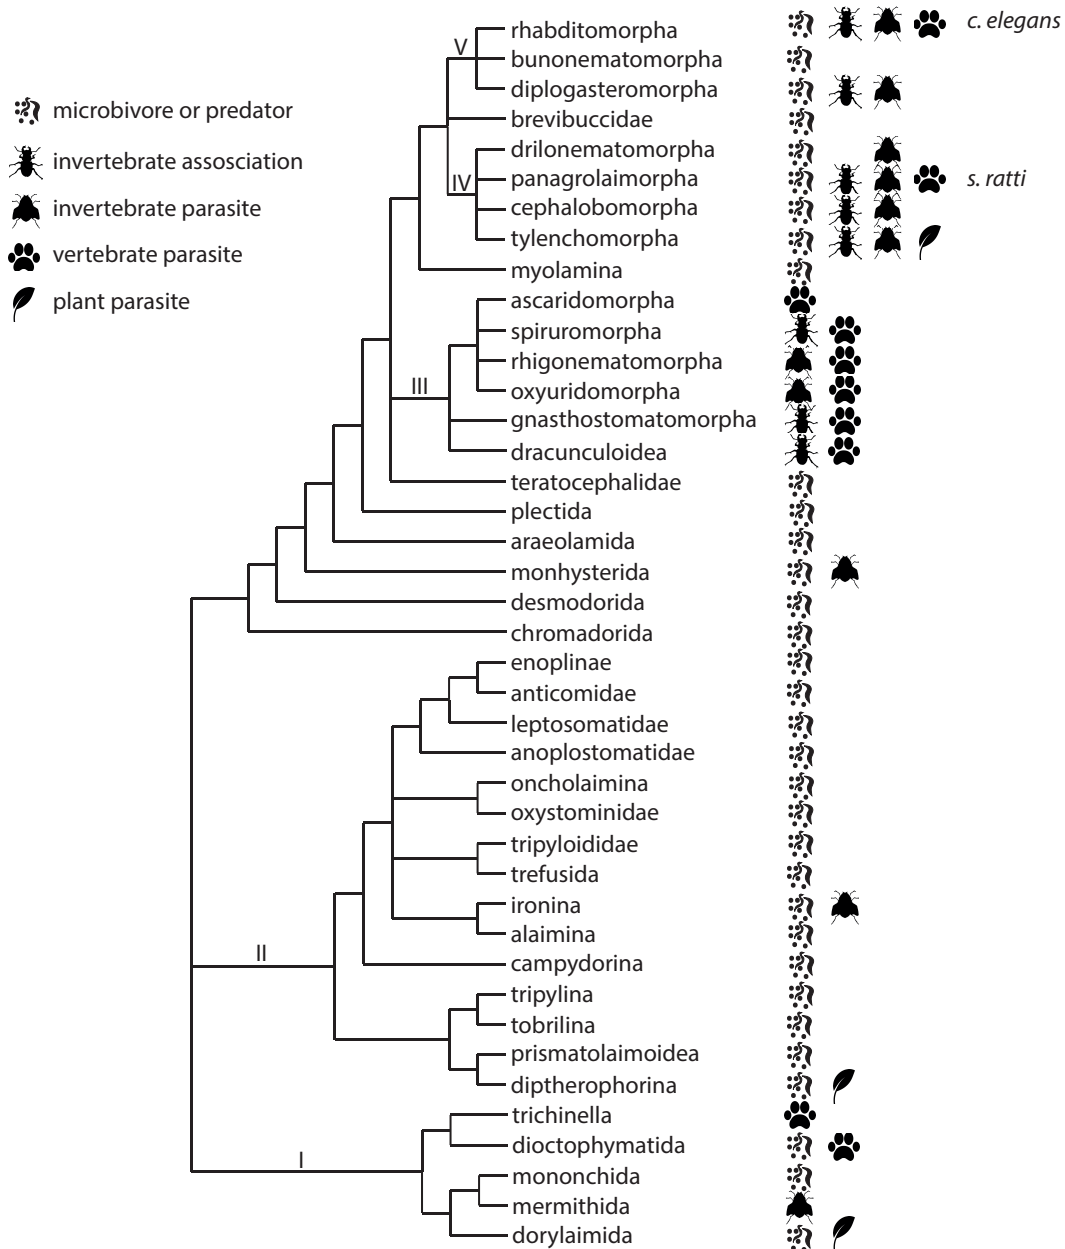 microbivore or predator
invertebrate assosciation
invertebrate parasite
vertebrate parasite
plant parasite
V
IV
III
II
I
rhabditomorpha
bunonematomorpha
diplogasteromorpha
brevibuccidae
drilonematomorpha
panagrolaimorpha
cephalobomorpha
tylenchomorpha
myolamina
ascaridomorpha
spiruromorpha
rhigonematomorpha
oxyuridomorpha
gnasthostomatomorpha
dracunculoidea
teratocephalidae
plectida
araeolamida
monhysterida
desmodorida
chromadorida
enoplinae
anticomidae
leptosomatidae
anoplostomatidae
oncholaimina
oxystominidae
tripyloididae
trefusida
ironina
alaimina
campydorina
tripylina
tobrilina
prismatolaimoidea
diptherophorina
trichinella
dioctophymatida
mononchida
mermithida
dorylaimida
c. elegans
s. ratti